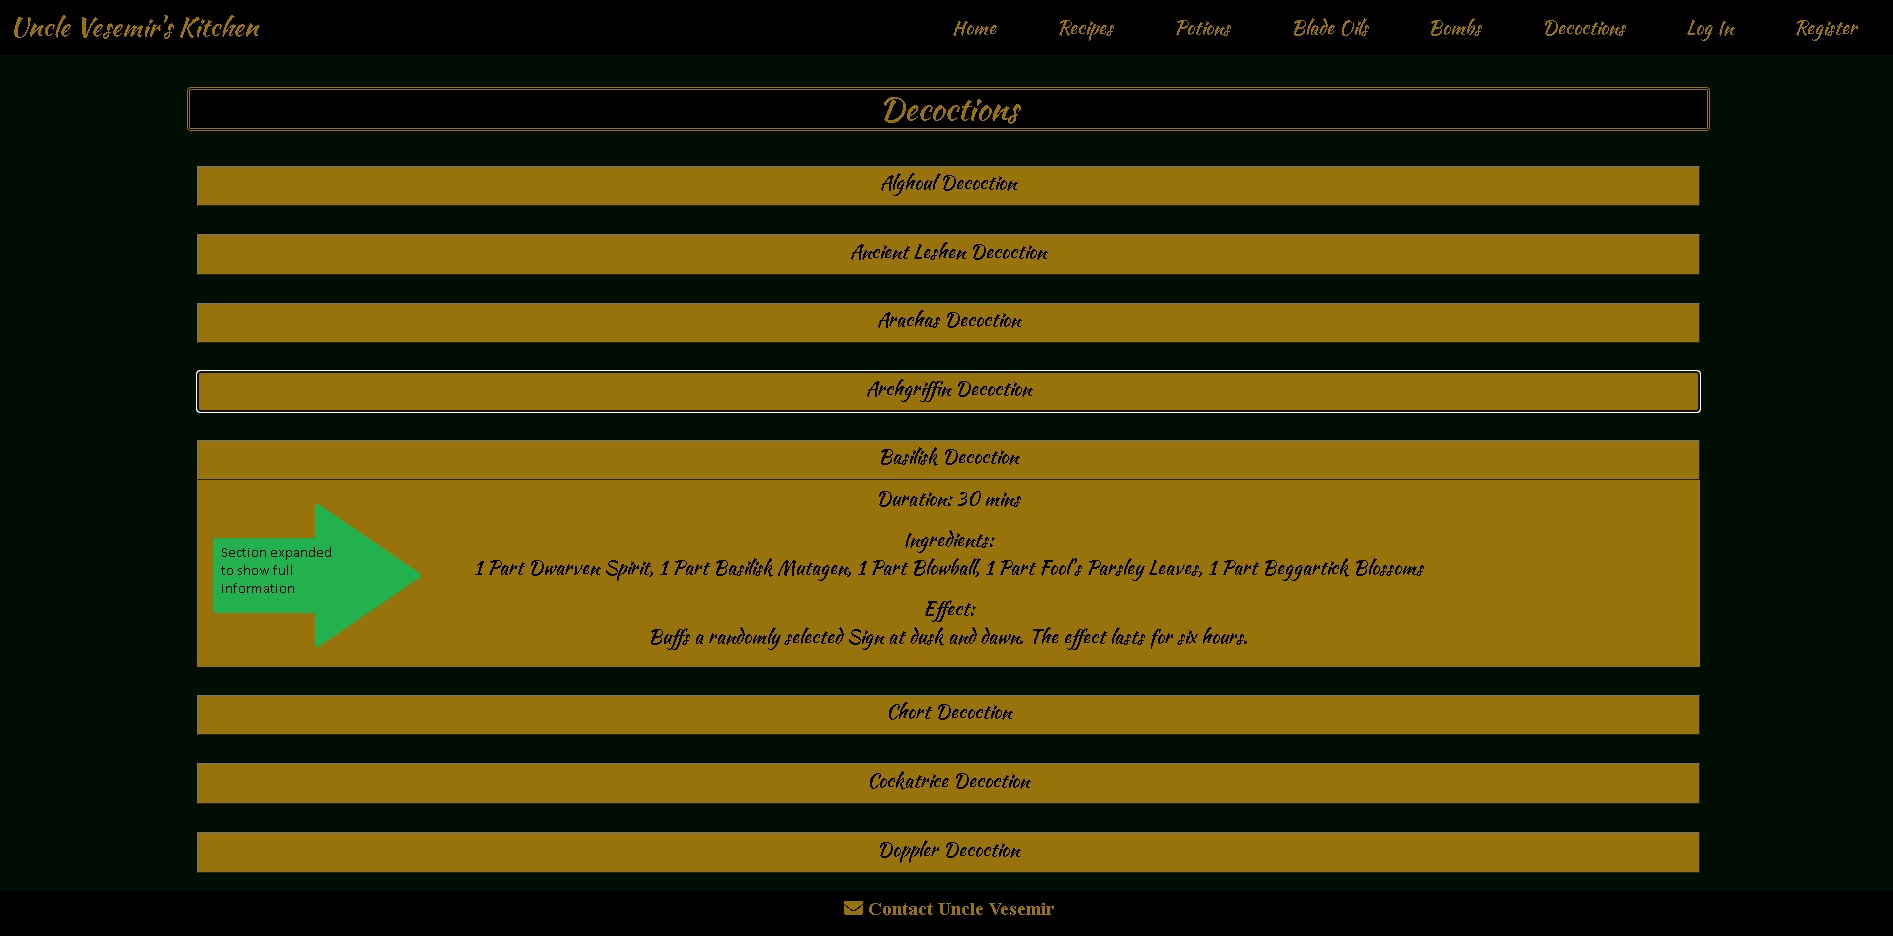 Uncle Vesemir's Kitchen
Home Recipes Potions Blade Oils Bombs Decoctions Log In Register
Decoctions
Alghoul Decoction
Ancient Leshen Decoction
Arachas Decoction
Archgriffin Decoction
Basilisk Decoction
Duration: 30 mins
Ingredients:
1 Part Dwarven Spirit, 1 Part Basilisk Mutagen, 1 Part Blowball, 1 Part Fool's Parsley Leaves, 1 Part Beggartick Blossoms
Effect:
Buffs a randomly selected Sign at dusk and dawn. The effect lasts for six hours.
Section expanded
to show full
information
Chort Decoction
Cockatrice Decoction
Doppler Decoction
Contact Uncle Vesemir